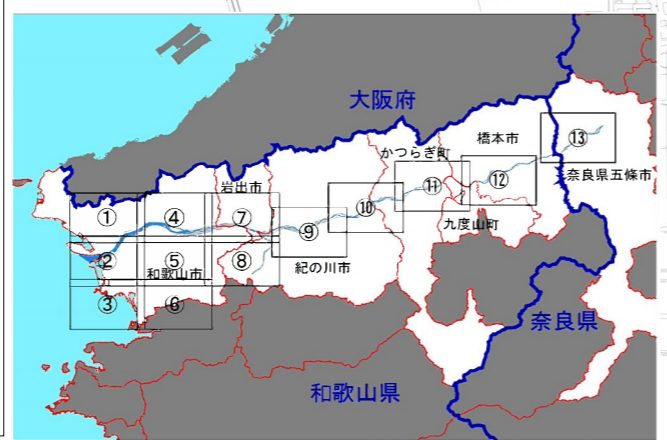 大阪府
橋本市
⑬
かつらぎ町
岩出市
⑪
⑫
奈良県五條市
①
④
⑦
⑩
⑨
九度山町
②
⑤
⑧
和歌山市
紀の川市
③
⑥
奈良県
和歌山県